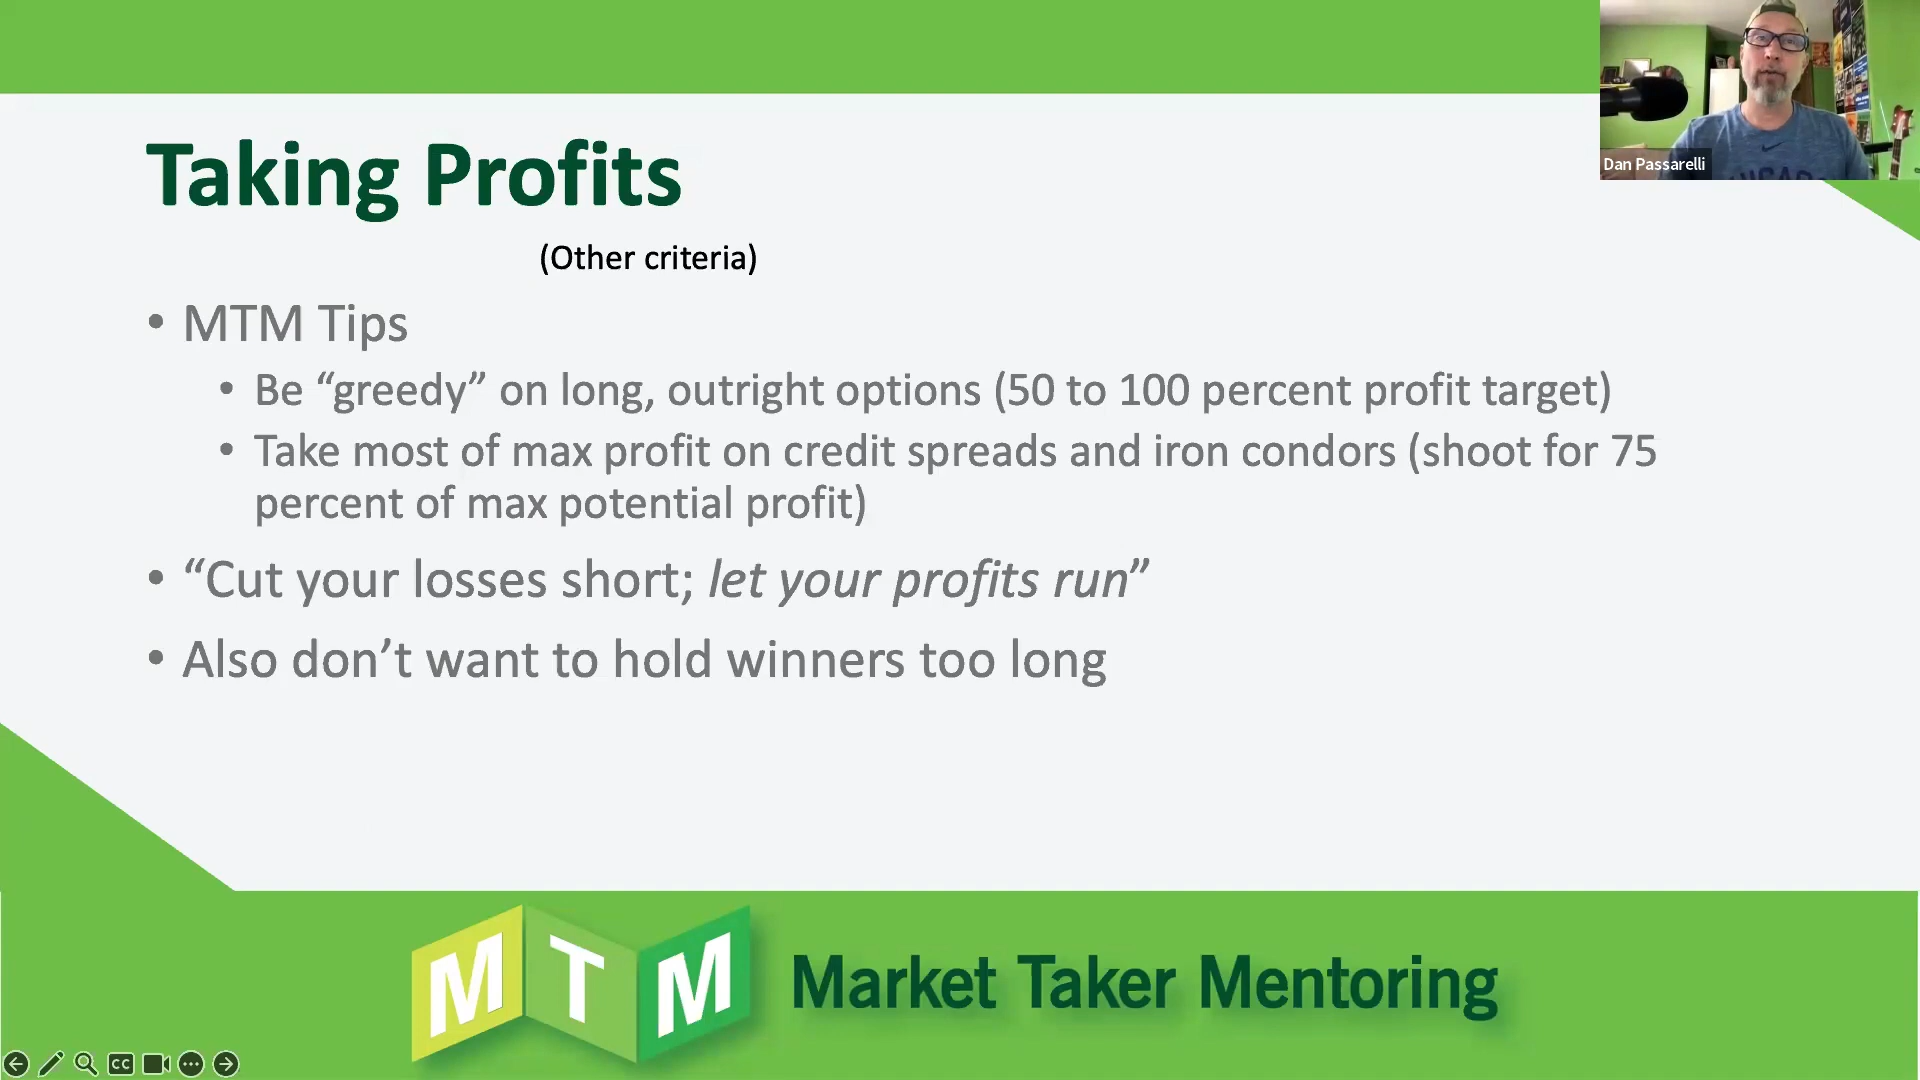 Taking Profits
(Other criteria)
• MTM Tips
• Be “greedy” on long, outright options (50 to 100 percent profit target)
• Take most of max profit on credit spreads and iron condors (shoot for 75
percent of max potential profit)
• “Cut your losses short; let your profits run”
• Also don’t want to hold winners too long
Dan Passarelli
MTM Market Taker Mentoring
CC